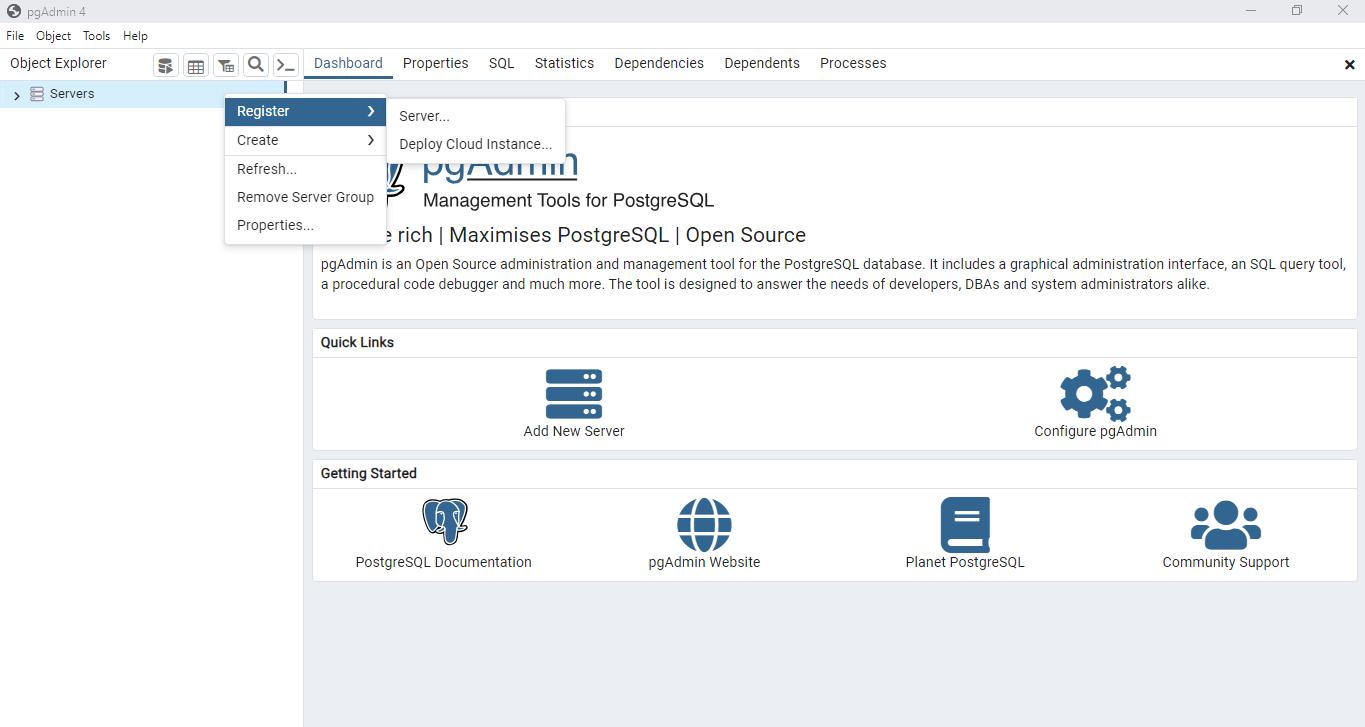 pgAdmin 4
File Object Tools Help
Object Explorer
Dashboard Properties SQL Statistics Dependencies Dependents Processes
Servers
Register
Create
Refresh...
Remove Server Group
Properties...
Server...
Deploy Cloud Instance...
pgAdmin
Management Tools for PostgreSQL
rich | Maximises PostgreSQL | Open Source
pgAdmin is an Open Source administration and management tool for the PostgreSQL database. It includes a graphical administration interface, an SQL query tool,
a procedural code debugger and much more. The tool is designed to answer the needs of developers, DBAs and system administrators alike.
Quick Links
Add New Server
Configure pgAdmin
Getting Started
PostgreSQL Documentation
pgAdmin Website
Planet PostgreSQL
Community Support